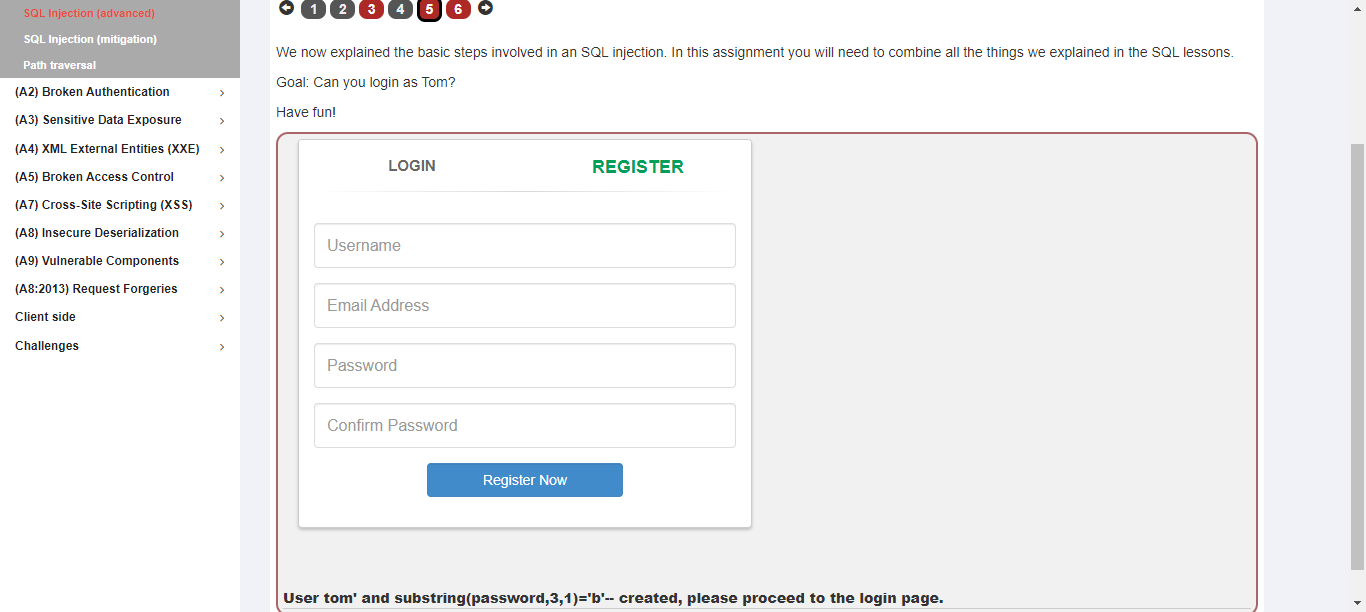 SQL Injection (advanced)
SQL Injection (mitigation)
Path traversal
(A2) Broken Authentication
(A3) Sensitive Data Exposure
(A4) XML External Entities (XXE)
(A5) Broken Access Control
(A7) Cross-Site Scripting (XSS)
(A8) Insecure Deserialization
(A9) Vulnerable Components
(A8:2013) Request Forgeries
Client side
Challenges
1 2 3 4 5 6
We now explained the basic steps involved in an SQL injection. In this assignment you will need to combine all the things we explained in the SQL lessons.
Goal: Can you login as Tom?
Have fun!
LOGIN REGISTER
Username
Email Address
Password
Confirm Password
Register Now
User tom' and substring(password,3,1)='b'-- created, please proceed to the login page.